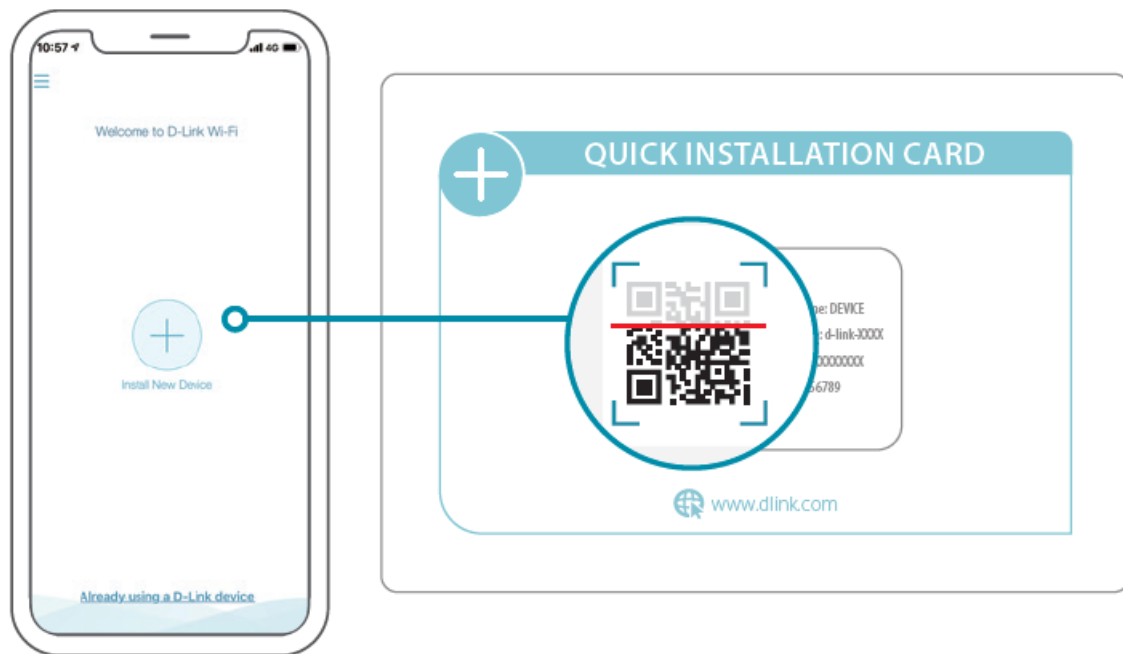 10:57
4G
Welcome to D-Link Wi-Fi
Install New Device
Already using a D-Link device
QUICK INSTALLATION CARD
ne: DEVICE
: d-link-XXXX
XXXXXXXX
56789
www.dlink.com